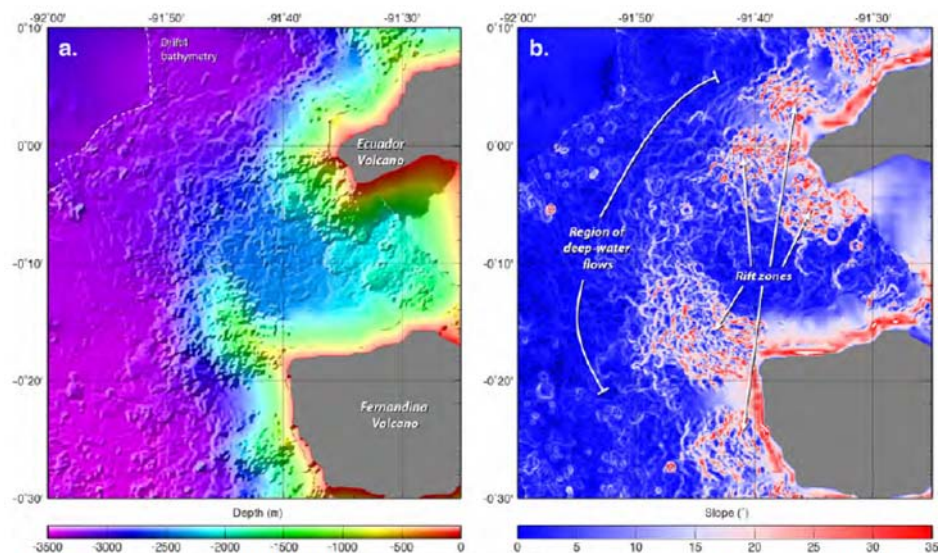 -92°00' -91°50' -91°40' -91°30'
0°10'
0°00'
-0°10'
-0°20'
-0°30'
a.
Drift4
bathymetry
Ecuador
Volcano
Fernandina
Volcano
Depth (m)
-3500 -3000 -2500 -2000 -1500 -1000 -500 0
-92°00' -91°50' -91°40' -91°30'
0°10'
0°00'
-0°10'
-0°20'
-0°30'
b.
Region of
deep-water
flows
Rift zones
Slope (°)
0 5 10 15 20 25 30 35